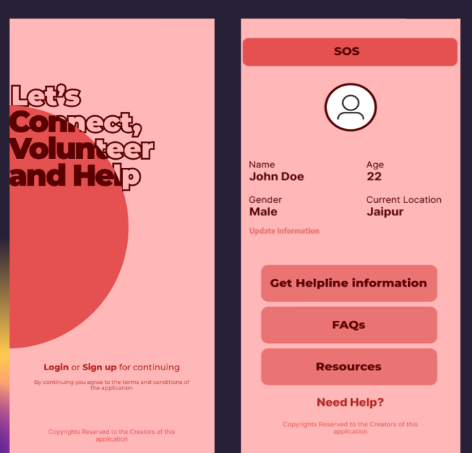 Let's
Connect,
Volunteer
and Help
Login or Sign up for continuing
By continuing you agree to the terms and conditions of
the application
Copyrights Reserved to the Creators of this
application
SOS
Name
John Doe
Age
22
Gender
Male
Current Location
Jaipur
Update Information
Get Helpline information
FAQs
Resources
Need Help?
Copyrights Reserved to the Creators of this
application